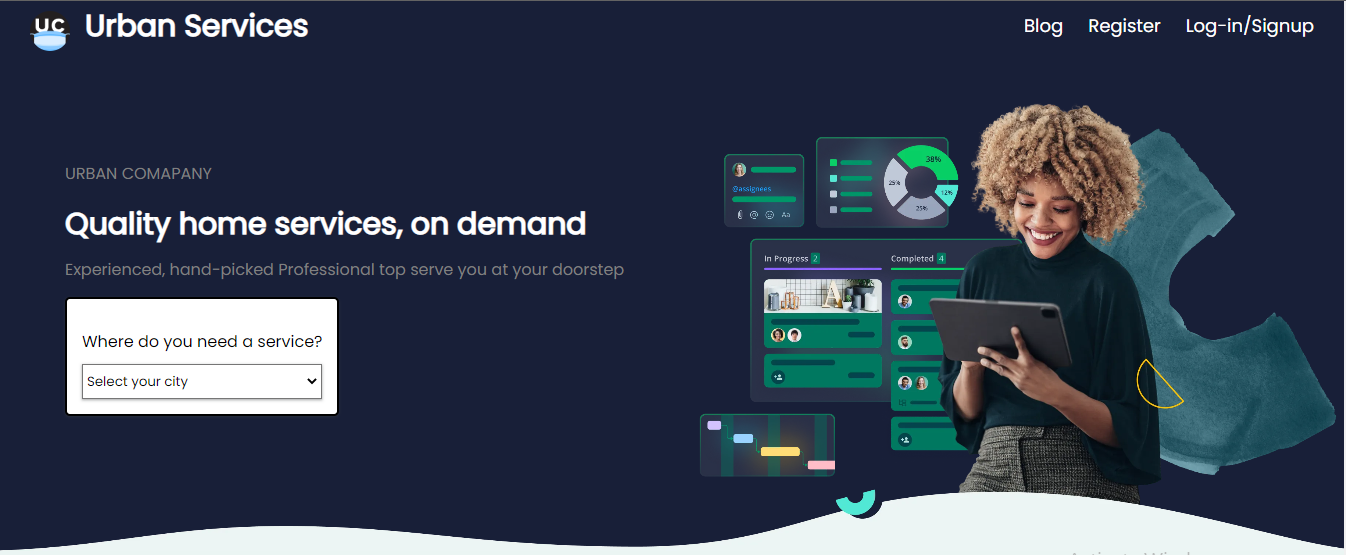 UC
Urban Services
Blog Register Log-in/Signup
URBAN COMAPANY
Quality home services, on demand
Experienced, hand-picked Professional top serve you at your doorstep
Where do you need a service?
Select your city
@assignees
Aa
38%
25%
12%
25%
In Progress 2
Completed 4